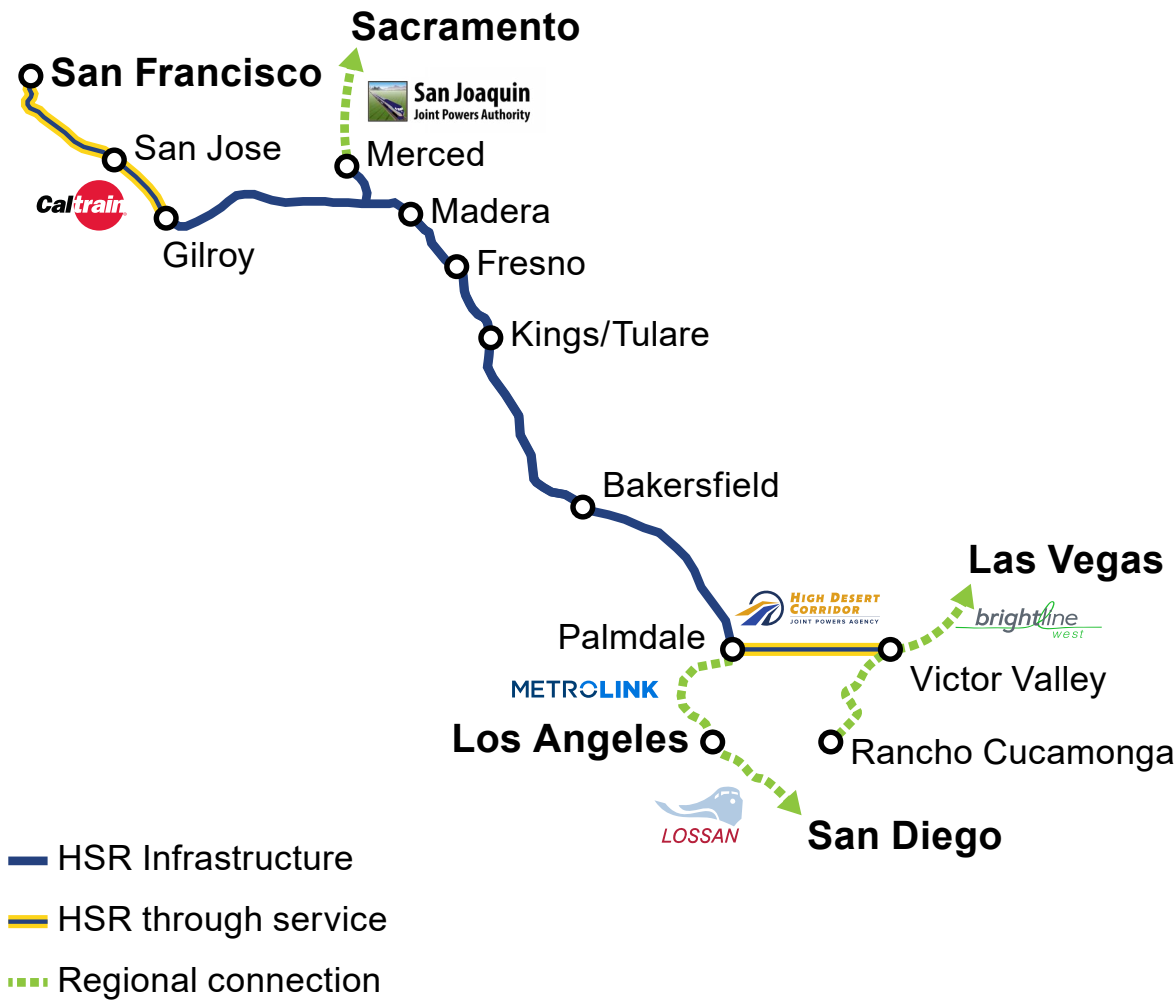 Sacramento
San Francisco
San Joaquin
Joint Powers Authority
San Jose
Merced
Caltrain
Madera
Gilroy
Fresno
Kings/Tulare
Bakersfield
Las Vegas
HIGH DESERT
CORRIDOR
JOINT POWERS AGENCY
brightline
west
Palmdale
Victor Valley
METROLINK
Los Angeles
Rancho Cucamonga
LOSSAN
San Diego
HSR Infrastructure
HSR through service
Regional connection